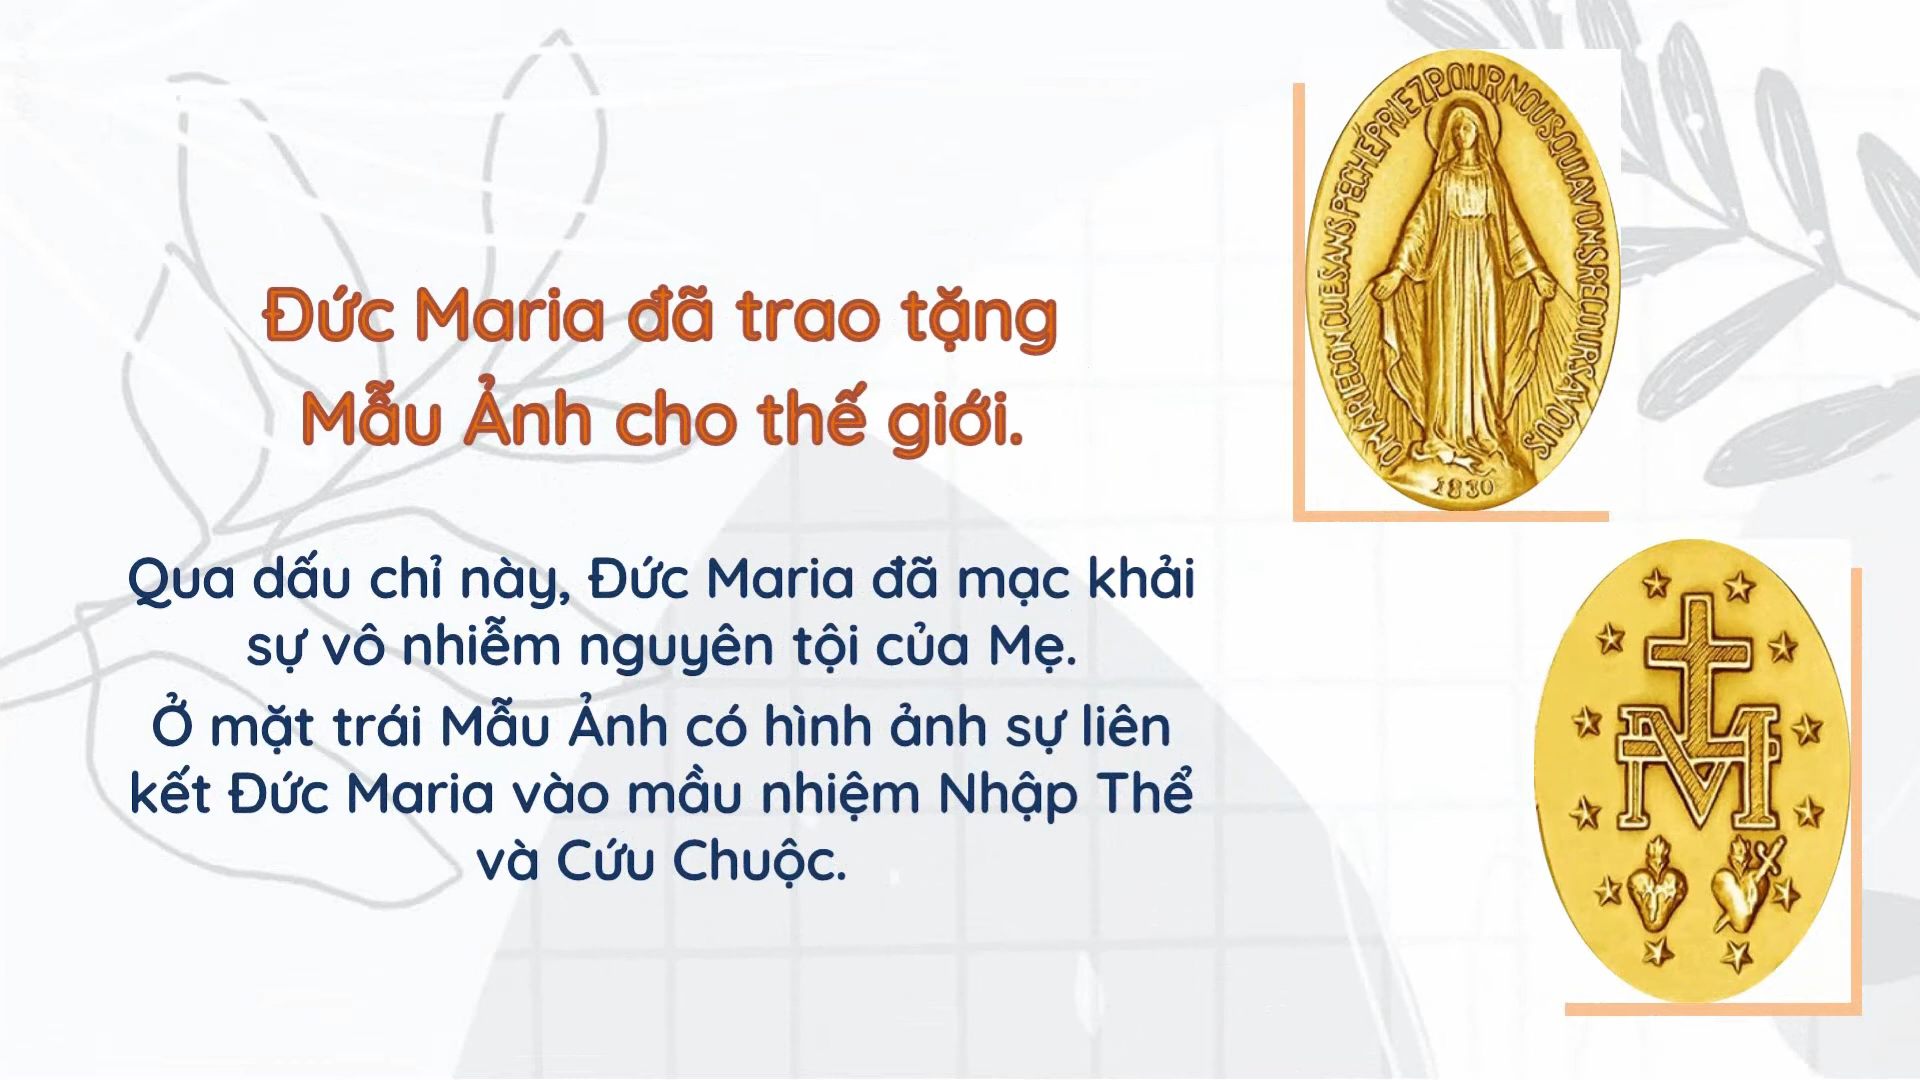 Đức Maria đã trao tặng
Mẫu Ảnh cho thế giới.
Qua dấu chỉ này, Đức Maria đã mạc khải
sự vô nhiễm nguyên tội của Mẹ.
Ở mặt trái Mẫu Ảnh có hình ảnh sự liên
kết Đức Maria vào mầu nhiệm Nhập Thể
và Cứu Chuộc.
O MARIE CONCUE SANS PECHÉ PRIEZ POUR NOUS QUI AVONS RECOURS A VOUS
1830
M